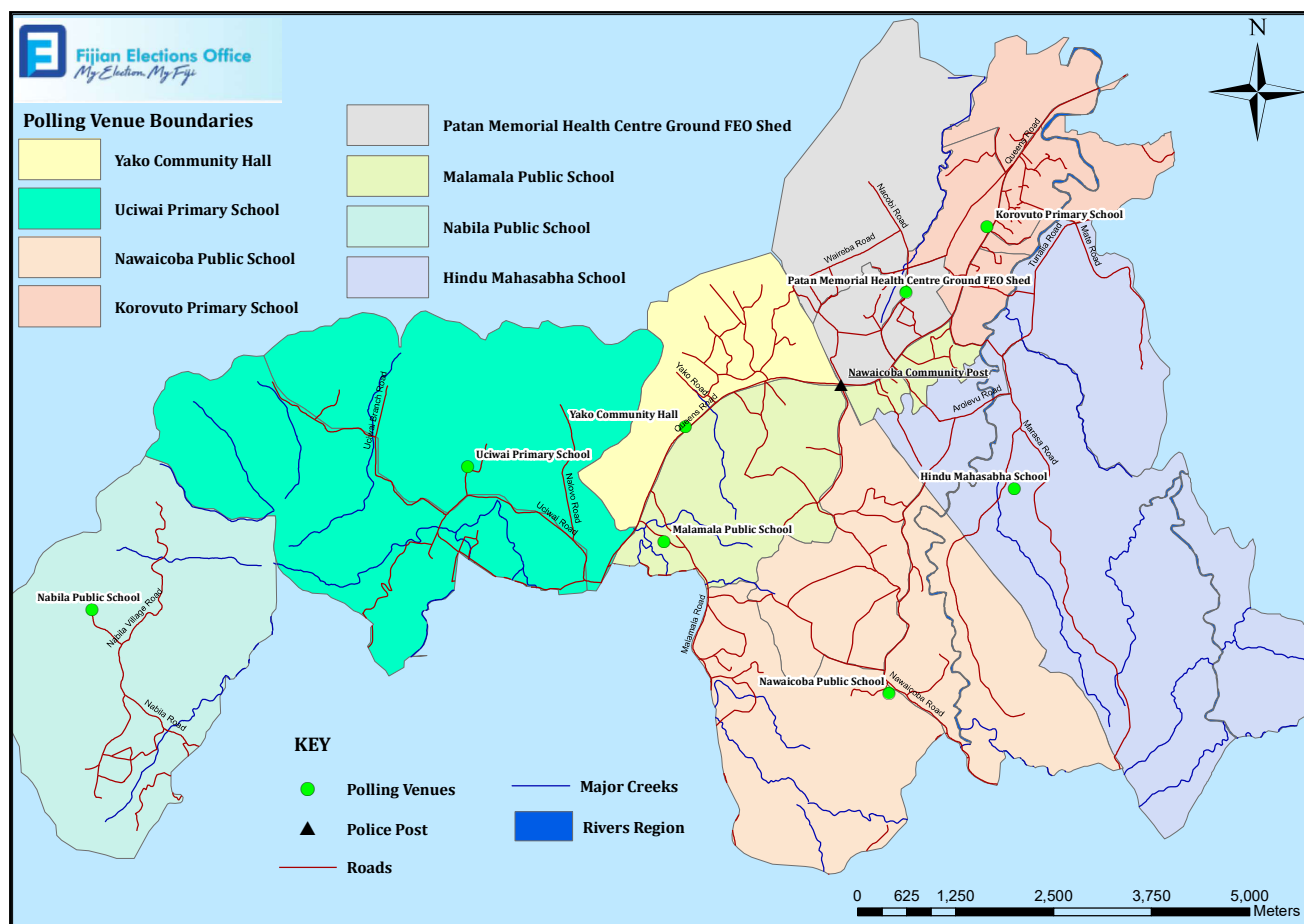 Fijian Elections Office
My Election, My Fiji
N
Polling Venue Boundaries
Yako Community Hall
Uciwai Primary School
Nawaicoba Public School
Korovuto Primary School
Patan Memorial Health Centre Ground FEO Shed
Malamala Public School
Nabila Public School
Hindu Mahasabha School
Queens Road
Nacobi Road
Korovuto Primary School
Waireba Road
Tunalia Road
Mate Road
Patan Memorial Health Centre Ground FEO Shed
Nawaicoba Community Post
Yako Road
Arolevu Road
Uciwai Branch Road
Yako Community Hall
Queens Road
Marasa Road
Uciwai Primary School
Nalovo Road
Hindu Mahasabha School
Uciwai Road
Malamala Public School
Nabila Public School
Nabila Village Road
Malamala Road
Nawaicoba Public School
Nawaicoba Road
Nabila Road
KEY
Polling Venues
Major Creeks
Police Post
Rivers Region
Roads
0 625 1,250 2,500 3,750 5,000
Meters